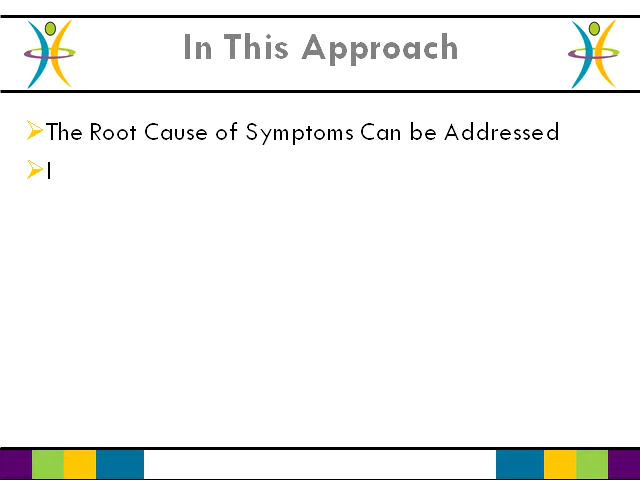 In This Approach
The Root Cause of Symptoms Can be Addressed
I